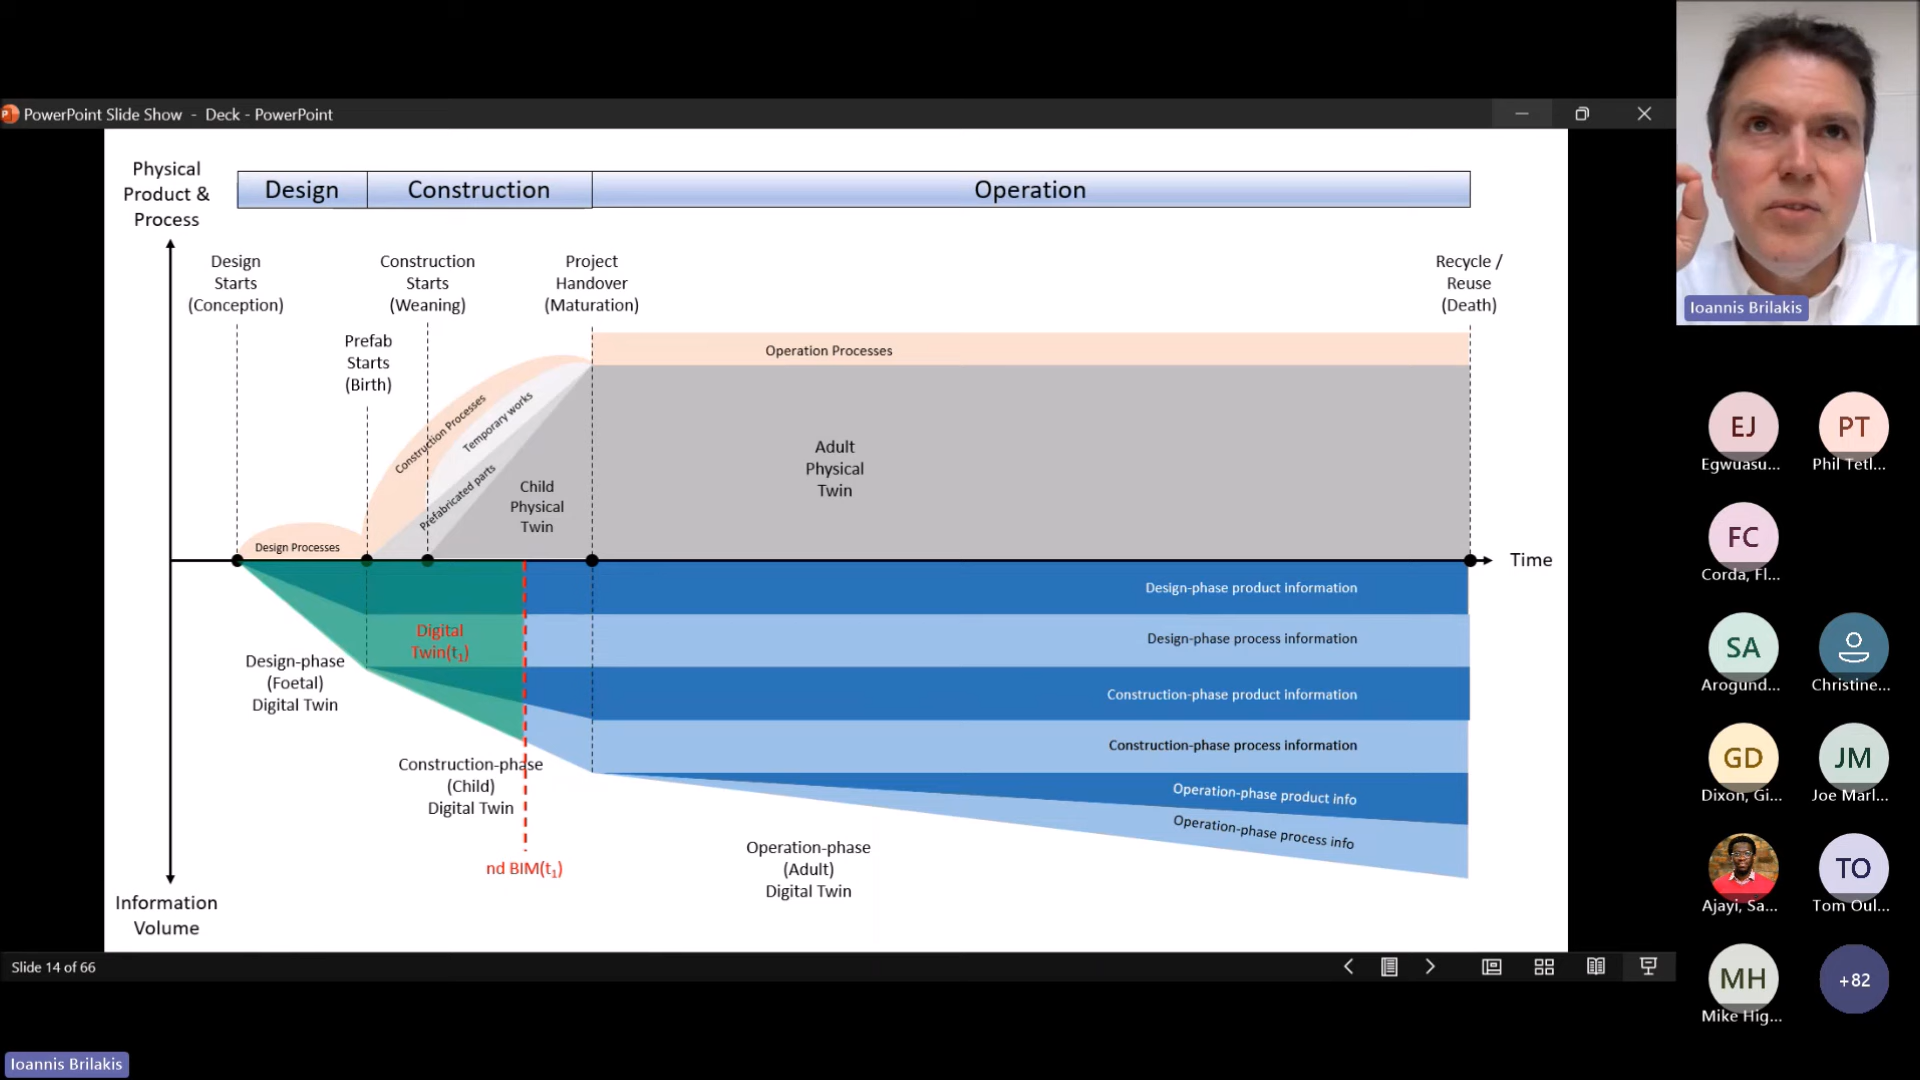 PowerPoint Slide Show - Deck - PowerPoint
Physical
Product &
Process
Design
Construction
Operation
Design
Starts
(Conception)
Construction
Starts
(Weaning)
Project
Handover
(Maturation)
Recycle /
Reuse
(Death)
Prefab
Starts
(Birth)
Operation Processes
Construction Processes
Temporary works
Prefabricated parts
Child
Physical
Twin
Adult
Physical
Twin
Design Processes
Time
Design-phase product information
Digital
Twin(t₁)
Design-phase process information
Design-phase
(Foetal)
Digital Twin
Construction-phase product information
Construction-phase process information
Construction-phase
(Child)
Digital Twin
Operation-phase product info
Operation-phase process info
nd BIM(t₁)
Operation-phase
(Adult)
Digital Twin
Information
Volume
Slide 14 of 66
Ioannis Brilakis
Ioannis Brilakis
EJ
Egwuasu...
PT
Phil Tetl...
FC
Corda, Fl...
SA
Arogund...
Christine...
GD
Dixon, Gi...
JM
Joe Marl...
Ajayi, Sa...
TO
Tom Oul...
MH
Mike Hig...
+82